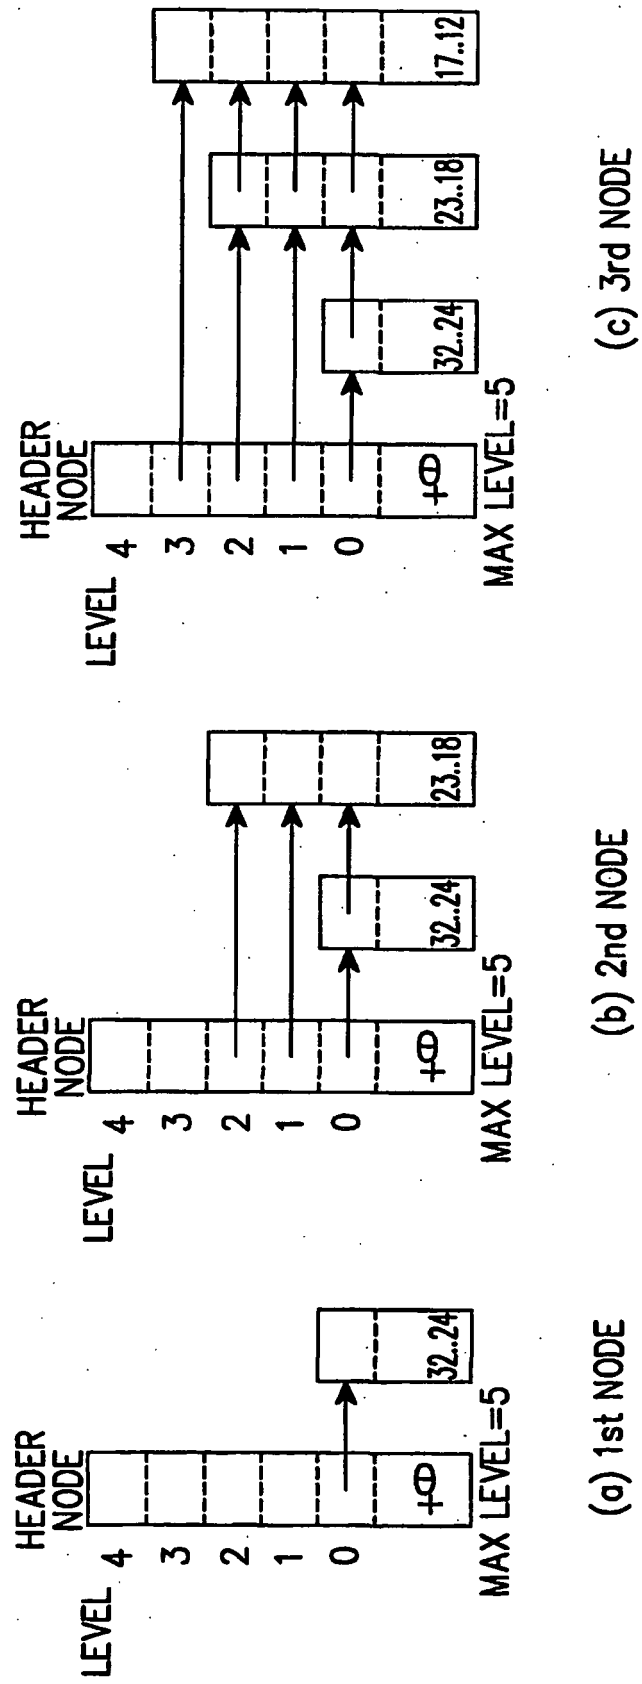 HEADER
NODE
LEVEL 4
3
2
1
0
32..24
MAX LEVEL=5
(a) 1st NODE
HEADER
NODE
LEVEL 4
3
2
1
0
32..24
23..18
MAX LEVEL=5
(b) 2nd NODE
HEADER
NODE
LEVEL 4
3
2
1
0
32..24
23..18
17..12
MAX LEVEL=5
(c) 3rd NODE